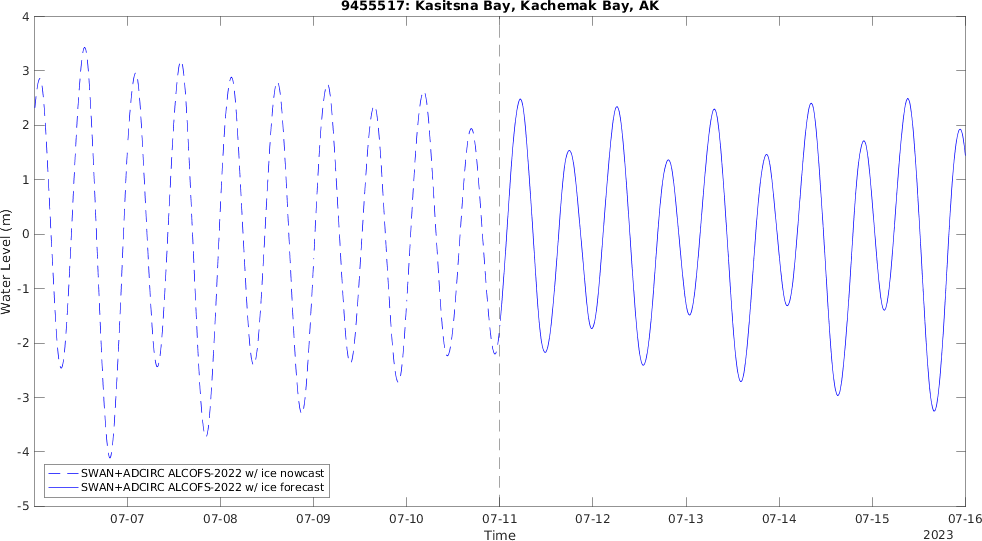 9455517: Kasitsna Bay, Kachemak Bay, AK
Water Level (m)
4
3
2
1
0
-1
-2
-3
-4
-5
SWAN+ADCIRC ALCOFS-2022 w/ ice nowcast
SWAN+ADCIRC ALCOFS-2022 w/ ice forecast
07-07 07-08 07-09 07-10 07-11 07-12 07-13 07-14 07-15 07-16
Time
2023